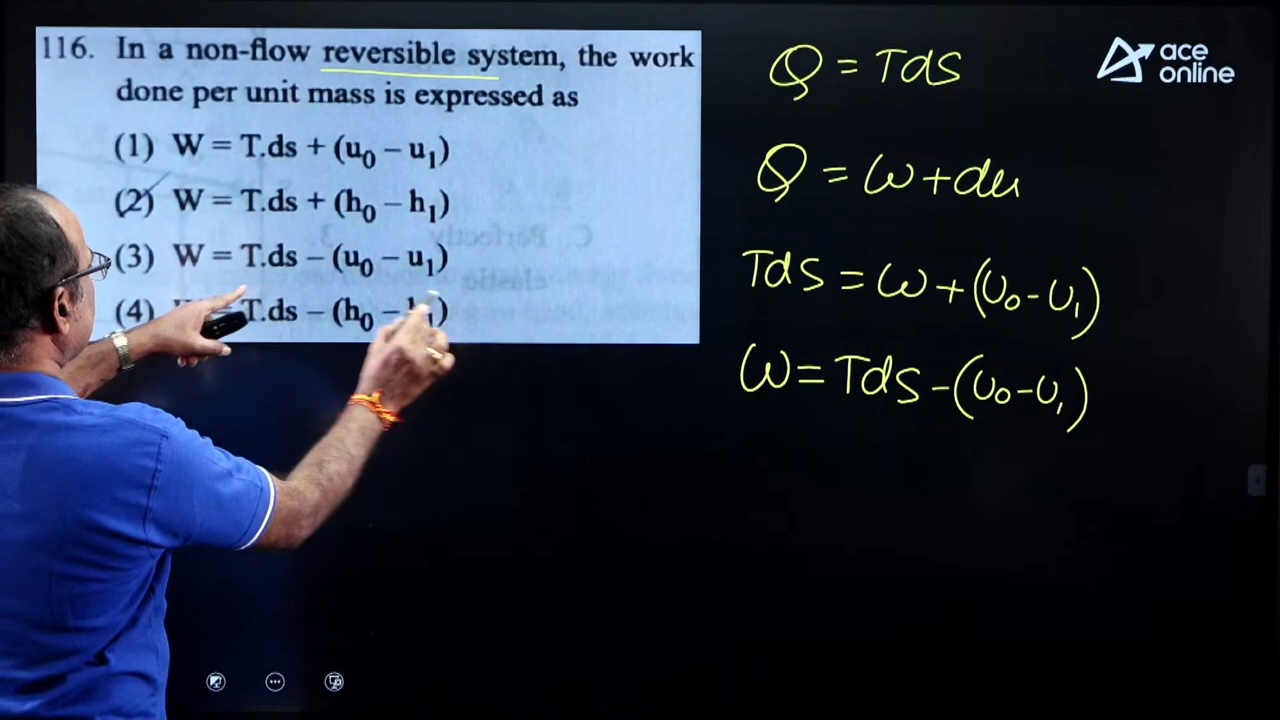 116. In a non-flow reversible system, the work
done per unit mass is expressed as
(1) W = T.ds + (u₀ − u₁)
(2) W = T.ds + (h₀ − h₁)
(3) W = T.ds − (u₀ − u₁)
(4) = T.ds − (h₀ −
Q = Tds
Q = ω + du
Tds = ω + (U₀ − U₁)
ω = Tds − (U₀ − U₁)
ace
online